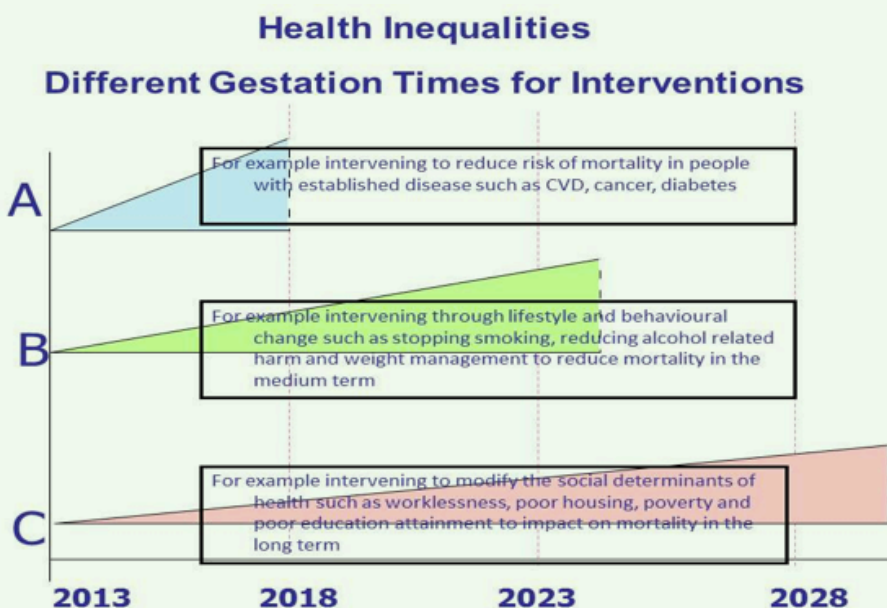 Health Inequalities
Different Gestation Times for Interventions
A
For example intervening to reduce risk of mortality in people
with established disease such as CVD, cancer, diabetes
B
For example intervening through lifestyle and behavioural
change such as stopping smoking, reducing alcohol related
harm and weight management to reduce mortality in the
medium term
C
For example intervening to modify the social determinants of
health such as worklessness, poor housing, poverty and
poor education attainment to impact on mortality in the
long term
2013 2018 2023 2028